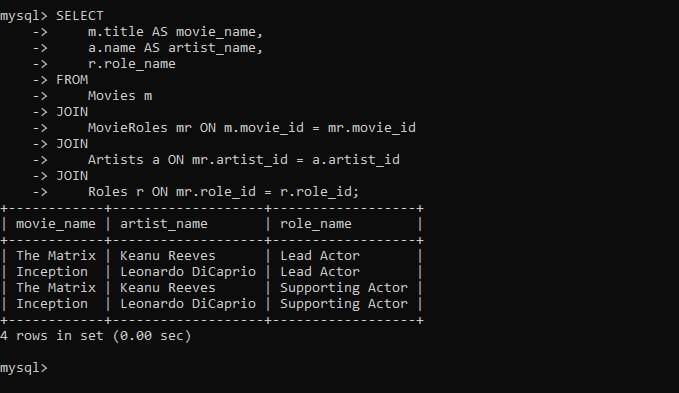 mysql> SELECT
    ->     m.title AS movie_name,
    ->     a.name AS artist_name,
    ->     r.role_name
    -> FROM
    ->     Movies m
    -> JOIN
    ->     MovieRoles mr ON m.movie_id = mr.movie_id
    -> JOIN
    ->     Artists a ON mr.artist_id = a.artist_id
    -> JOIN
    ->     Roles r ON mr.role_id = r.role_id;
+------------+-------------------+------------------+
| movie_name | artist_name       | role_name        |
+------------+-------------------+------------------+
| The Matrix | Keanu Reeves      | Lead Actor       |
| Inception  | Leonardo DiCaprio | Lead Actor       |
| The Matrix | Keanu Reeves      | Supporting Actor |
| Inception  | Leonardo DiCaprio | Supporting Actor |
+------------+-------------------+------------------+
4 rows in set (0.00 sec)
mysql>